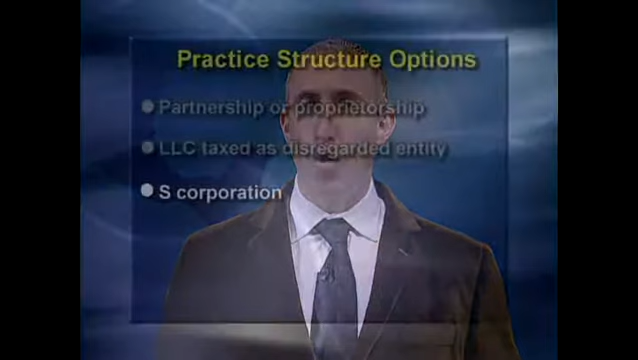 Practice Structure Options
Partnership or proprietorship
LLC taxed as disregarded entity
S corporation